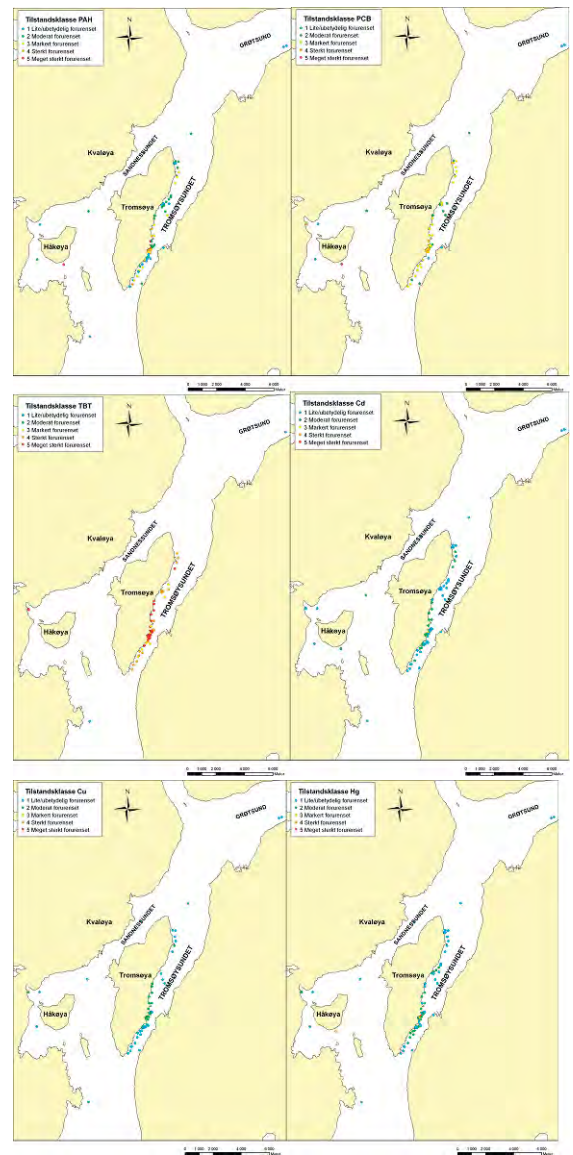 Tilstandsklasse PAH
1 Lite/ubetydelig forurenset
2 Moderat forurenset
3 Markert forurenset
4 Sterkt forurenset
5 Meget sterkt forurenset
N
GRØTSUND
Kvaløya
SANDNESSUNDET
Tromsøya
TROMSØYSUNDET
Håkøya
Tilstandsklasse PCB
1 Lite/ubetydelig forurenset
2 Moderat forurenset
3 Markert forurenset
4 Sterkt forurenset
5 Meget sterkt forurenset
N
GRØTSUND
Kvaløya
SANDNESSUNDET
Tromsøya
TROMSØYSUNDET
Håkøya
Tilstandsklasse TBT
1 Lite/ubetydelig forurenset
2 Moderat forurenset
3 Markert forurenset
4 Sterkt forurenset
5 Meget sterkt forurenset
N
GRØTSUND
Kvaløya
SANDNESSUNDET
Tromsøya
TROMSØYSUNDET
Håkøya
Tilstandsklasse Cd
1 Lite/ubetydelig forurenset
2 Moderat forurenset
3 Markert forurenset
4 Sterkt forurenset
5 Meget sterkt forurenset
N
GRØTSUND
Kvaløya
SANDNESSUNDET
Tromsøya
TROMSØYSUNDET
Håkøya
Tilstandsklasse Cu
1 Lite/ubetydelig forurenset
2 Moderat forurenset
3 Markert forurenset
4 Sterkt forurenset
5 Meget sterkt forurenset
N
GRØTSUND
Kvaløya
SANDNESSUNDET
Tromsøya
TROMSØYSUNDET
Håkøya
Tilstandsklasse Hg
1 Lite/ubetydelig forurenset
2 Moderat forurenset
3 Markert forurenset
4 Sterkt forurenset
5 Meget sterkt forurenset
N
GRØTSUND
Kvaløya
SANDNESSUNDET
Tromsøya
TROMSØYSUNDET
Håkøya